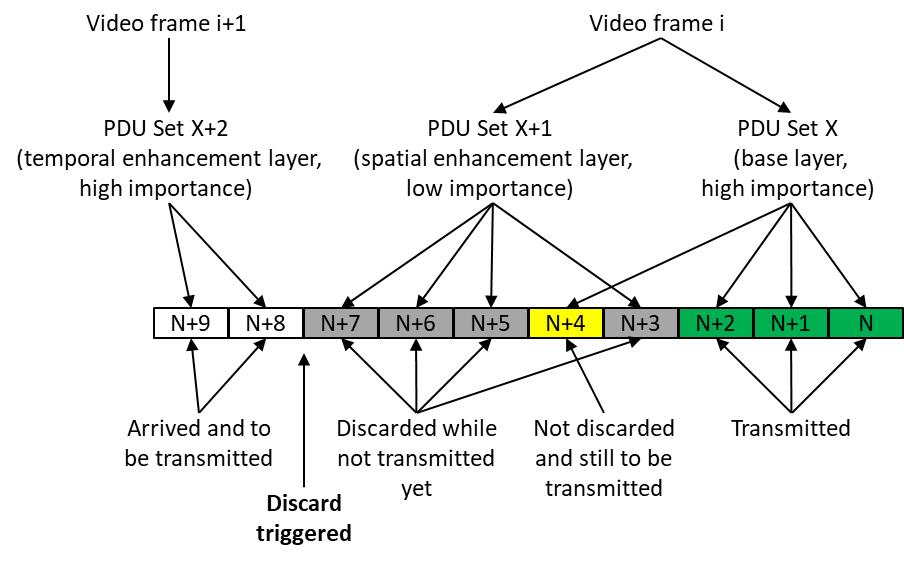 Video frame i+1
Video frame i
PDU Set X+2
(temporal enhancement layer,
high importance)
PDU Set X+1
(spatial enhancement layer,
low importance)
PDU Set X
(base layer,
high importance)
N+9 N+8 N+7 N+6 N+5 N+4 N+3 N+2 N+1 N
Arrived and to
be transmitted
Discard
triggered
Discarded while
not transmitted
yet
Not discarded
and still to be
transmitted
Transmitted